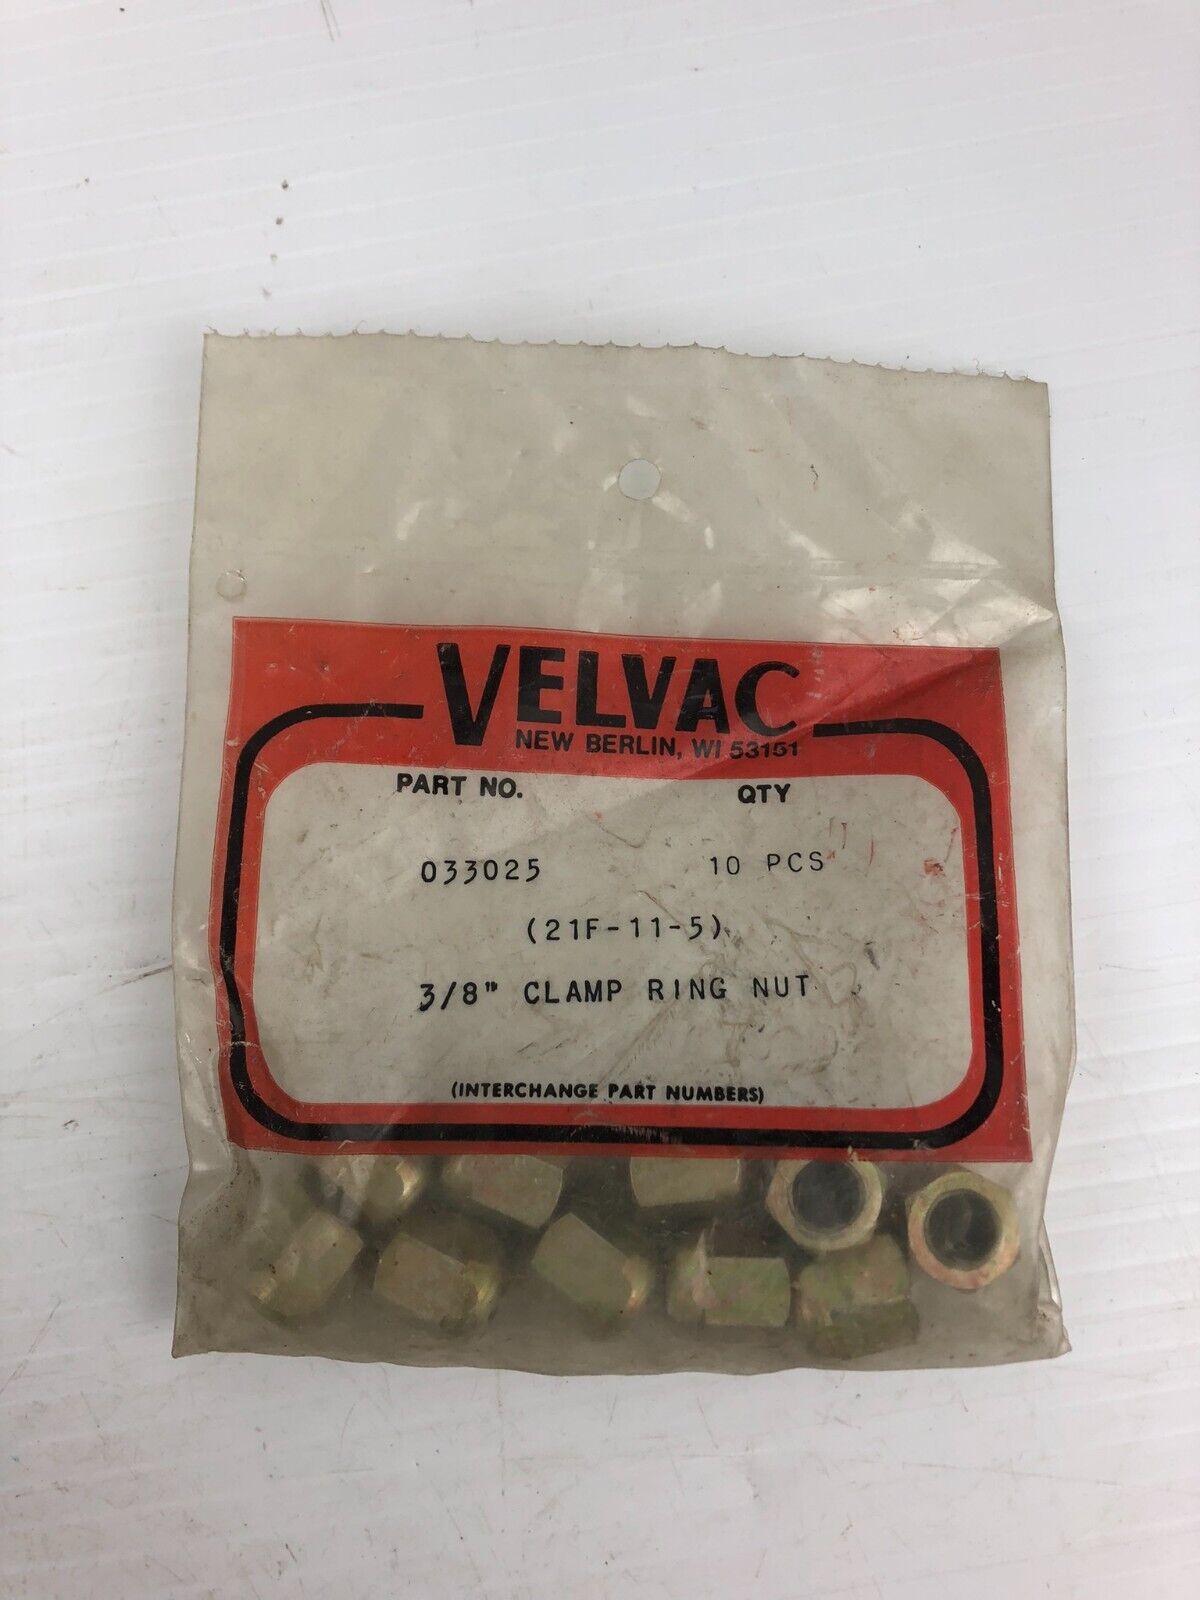 VELVAC
NEW BERLIN, WI 53151
PART NO. QTY
033025 10 PCS
(21F-11-5)
3/8" CLAMP RING NUT
(INTERCHANGE PART NUMBERS)